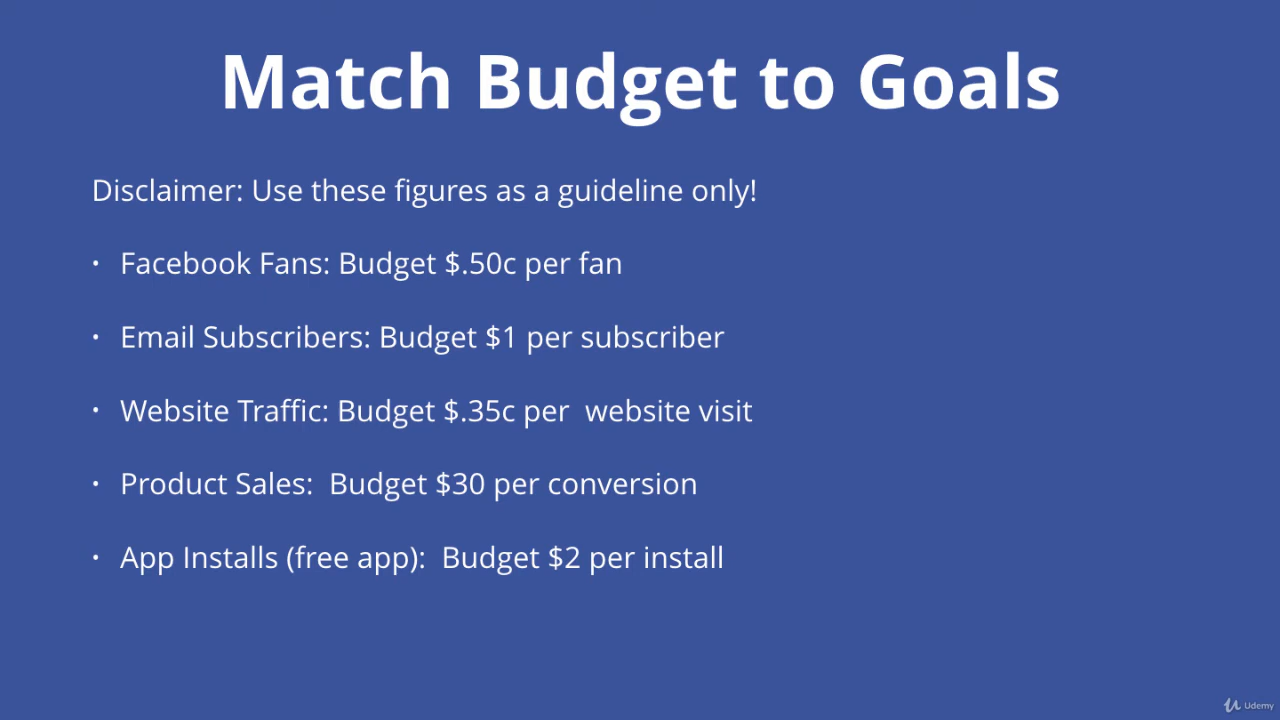 Match Budget to Goals
Disclaimer: Use these figures as a guideline only!
• Facebook Fans: Budget $.50c per fan
• Email Subscribers: Budget $1 per subscriber
• Website Traffic: Budget $.35c per  website visit
• Product Sales:  Budget $30 per conversion
• App Installs (free app):  Budget $2 per install
Udemy